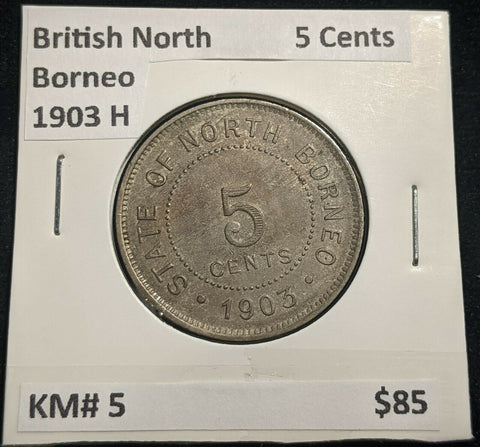 British North 5 Cents
Borneo
1903 H
STATE OF NORTH BORNEO
5
CENTS
• 1903 •
KM# 5 $85